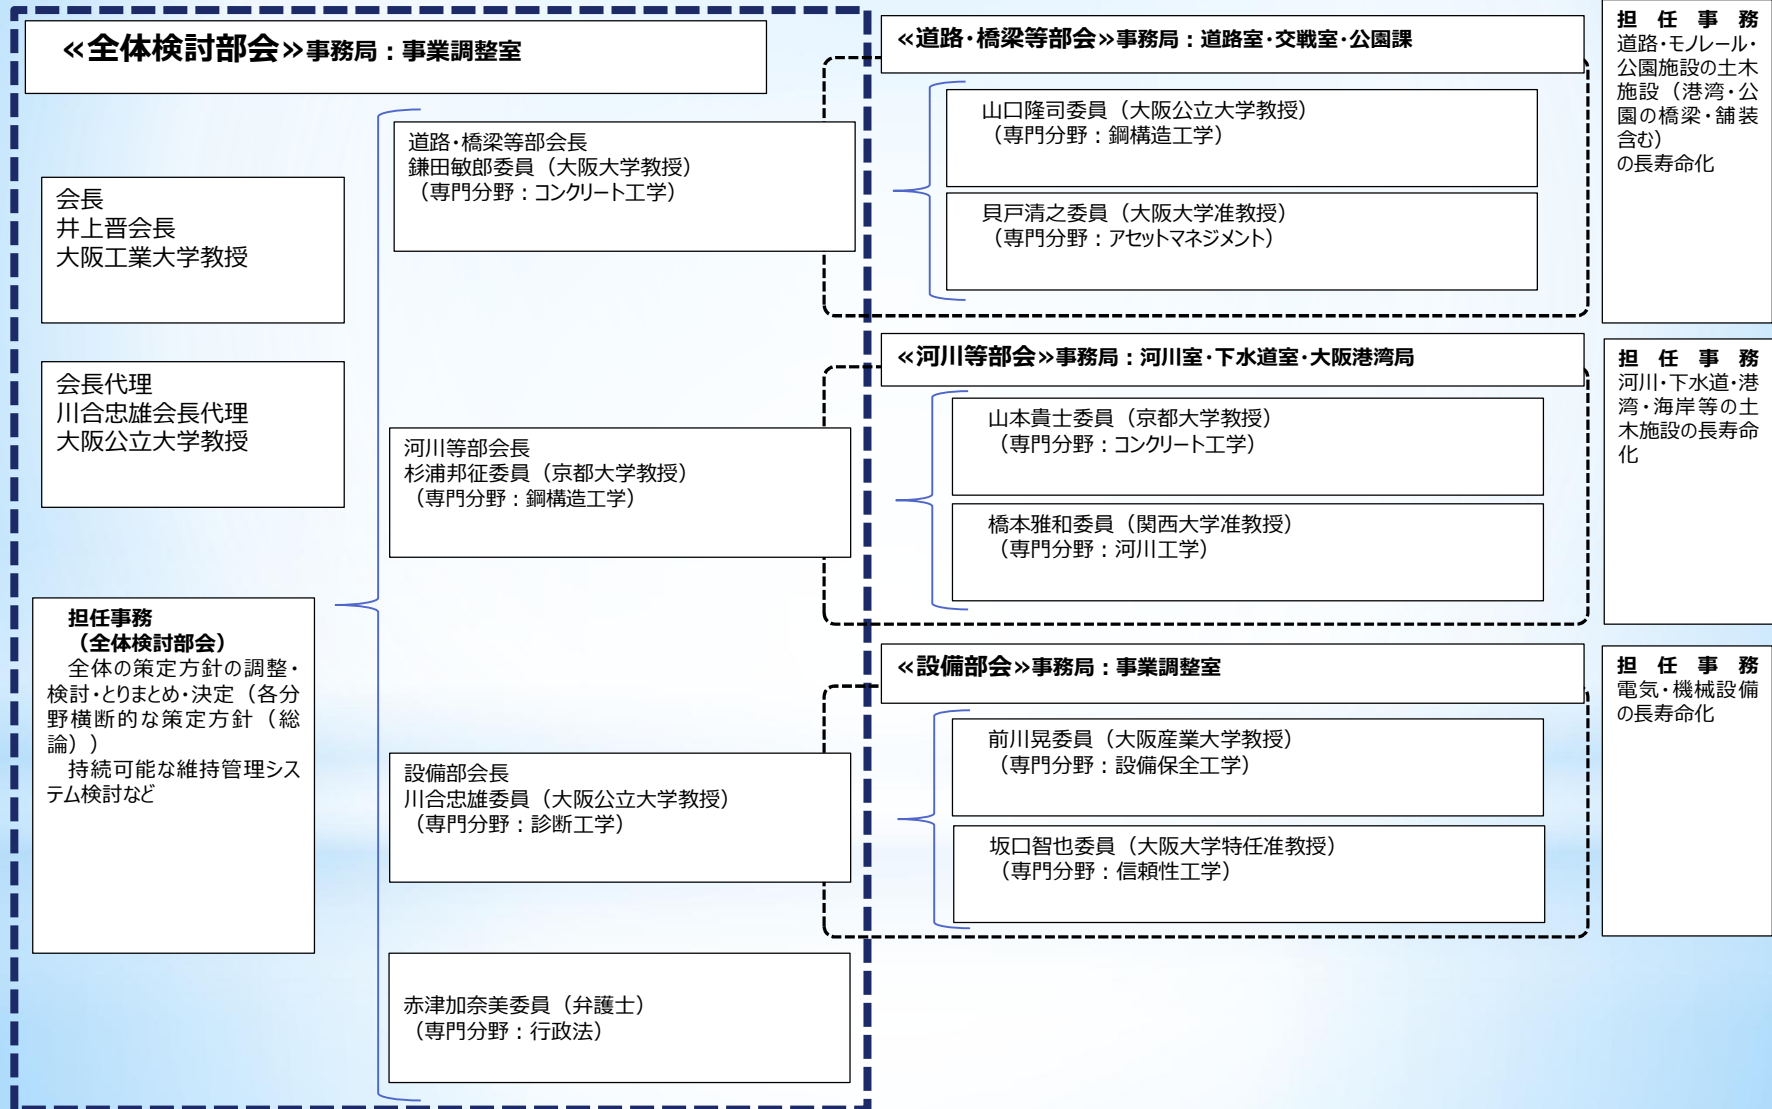 ≪全体検討部会≫事務局：事業調整室
会長
井上晋会長
大阪工業大学教授
会長代理
川合忠雄会長代理
大阪公立大学教授
担任事務
（全体検討部会）
全体の策定方針の調整・
検討・とりまとめ・決定（各分
野横断的な策定方針（総
論））
持続可能な維持管理シス
テム検討など
道路・橋梁等部会長
鎌田敏郎委員（大阪大学教授）
（専門分野：コンクリート工学）
河川等部会長
杉浦邦征委員（京都大学教授）
（専門分野：鋼構造工学）
設備部会長
川合忠雄委員（大阪公立大学教授）
（専門分野：診断工学）
赤津加奈美委員（弁護士）
（専門分野：行政法）
≪道路・橋梁等部会≫事務局：道路室・交戦室・公園課
山口隆司委員（大阪公立大学教授）
（専門分野：鋼構造工学）
貝戸清之委員（大阪大学准教授）
（専門分野：アセットマネジメント）
担任事務
道路・モノレール・
公園施設の土木
施設（港湾・公
園の橋梁・舗装
含む）
の長寿命化
≪河川等部会≫事務局：河川室・下水道室・大阪港湾局
山本貴士委員（京都大学教授）
（専門分野：コンクリート工学）
橋本雅和委員（関西大学准教授）
（専門分野：河川工学）
担任事務
河川・下水道・港
湾・海岸等の土
木施設の長寿命
化
≪設備部会≫事務局：事業調整室
前川晃委員（大阪産業大学教授）
（専門分野：設備保全工学）
坂口智也委員（大阪大学特任准教授）
（専門分野：信頼性工学）
担任事務
電気・機械設備
の長寿命化